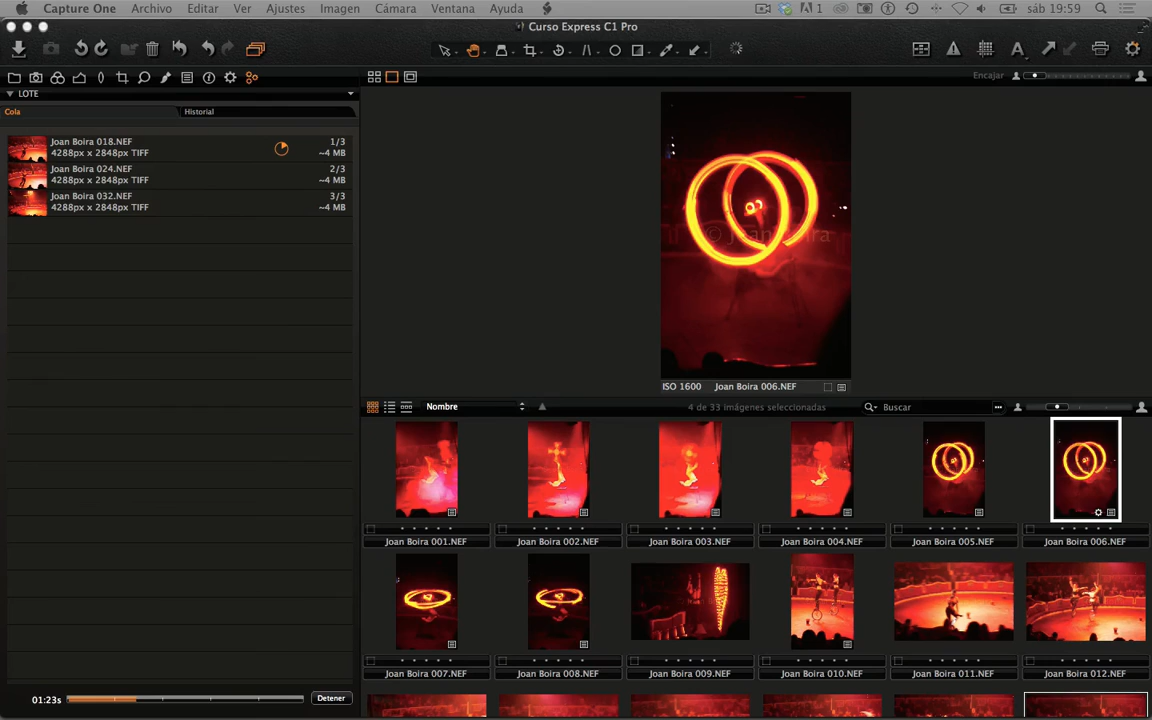 Capture One Archivo Editar Ver Ajustes Imagen Cámara Ventana Ayuda 1 sáb 19:59
Curso Express C1 Pro
Encajar
LOTE
Cola Historial
Joan Boira 018.NEF 1/3
4288px x 2848px TIFF ~4 MB
Joan Boira 024.NEF 2/3
4288px x 2848px TIFF ~4 MB
Joan Boira 032.NEF 3/3
4288px x 2848px TIFF ~4 MB
© Joan Boira
ISO 1600 Joan Boira 006.NEF
Nombre 4 de 33 imágenes seleccionadas Buscar
Joan Boira 001.NEF Joan Boira 002.NEF Joan Boira 003.NEF Joan Boira 004.NEF Joan Boira 005.NEF Joan Boira 006.NEF
Joan Boira 007.NEF Joan Boira 008.NEF Joan Boira 009.NEF Joan Boira 010.NEF Joan Boira 011.NEF Joan Boira 012.NEF
01:23s Detener